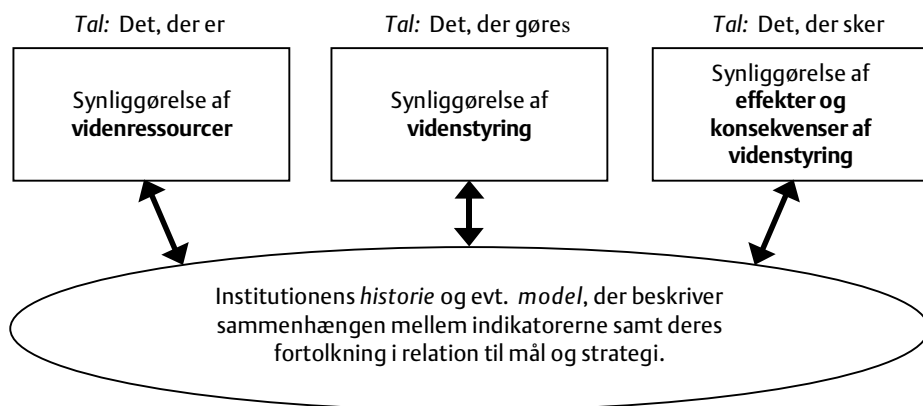 Tal: Det, der er
Tal: Det, der gøres
Tal: Det, der sker
Synliggørelse af
videnressourcer
Synliggørelse af
videnstyring
Synliggørelse af
effekter og
konsekvenser af
videnstyring
Institutionens historie og evt. model, der beskriver
sammenhængen mellem indikatorerne samt deres
fortolkning i relation til mål og strategi.